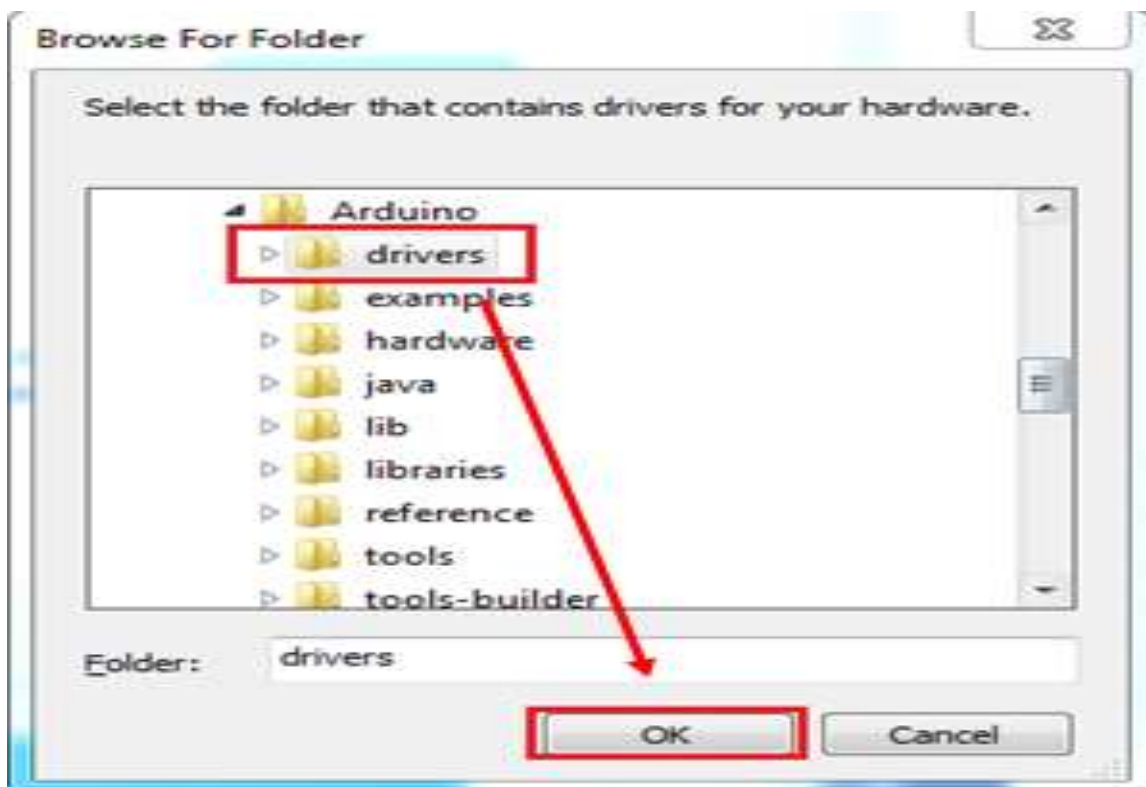 Browse For Folder
Select the folder that contains drivers for your hardware.
Arduino
drivers
examples
hardware
java
lib
libraries
reference
tools
tools-builder
Folder: drivers
OK Cancel